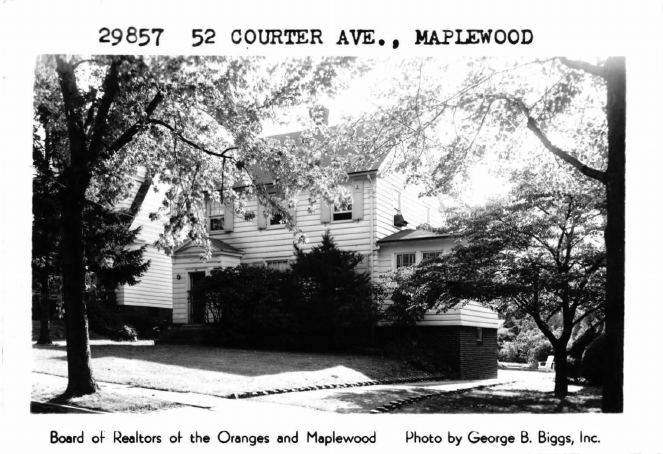 29857 52 COURTER AVE., MAPLEWOOD
Board of Realtors of the Oranges and Maplewood Photo by George B. Biggs, Inc.